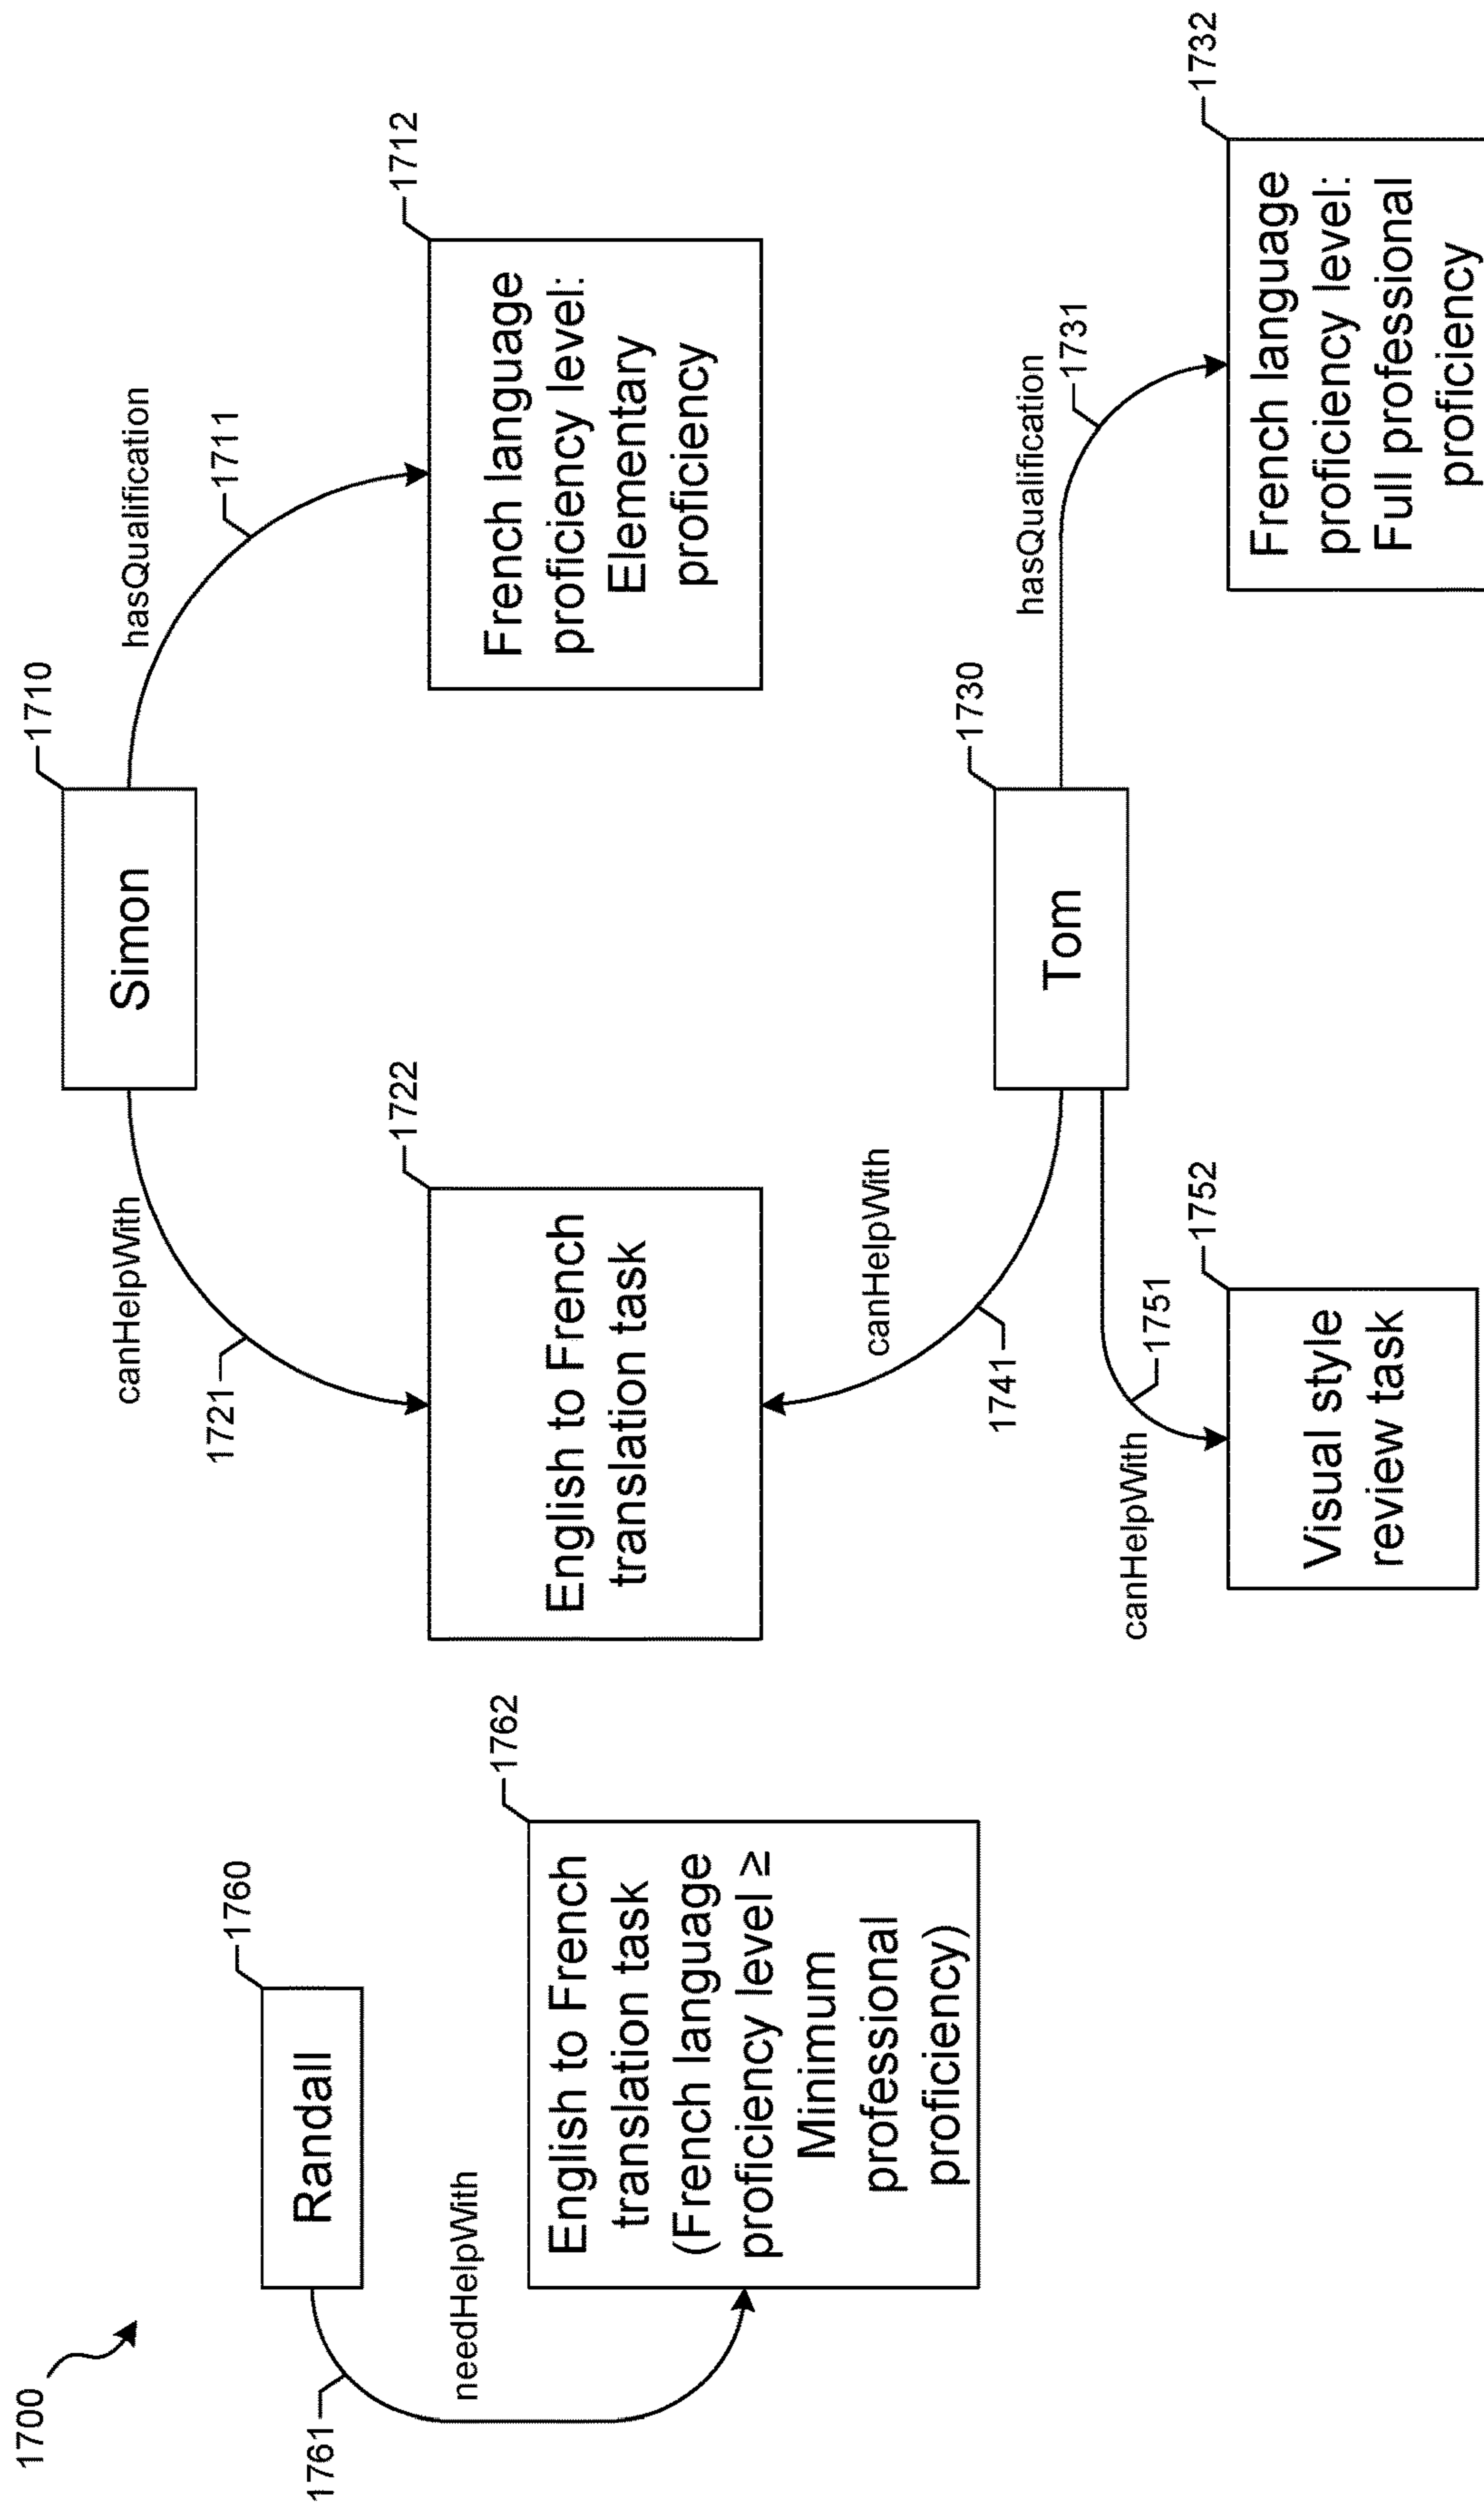 1700
Randall
1760
1761
needHelpWith
English to French
translation task
(French language
proficiency level ≥
Minimum
professional
proficiency)
1762
Simon
1710
canHelpWith
1721
hasQualification
1711
English to French
translation task
1722
French language
proficiency level:
Elementary
proficiency
1712
canHelpWith
1741
Tom
1730
hasQualification
1731
canHelpWith
1751
Visual style
review task
1752
French language
proficiency level:
Full professional
proficiency
1732